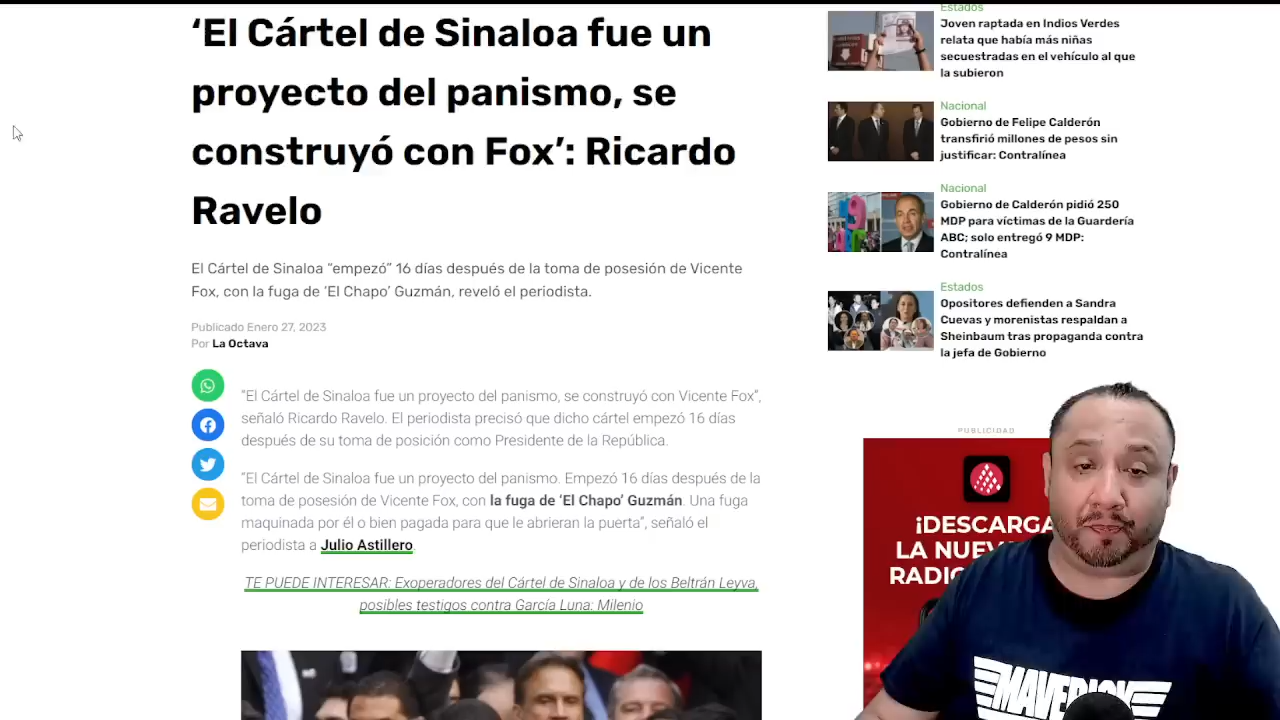 ‘El Cártel de Sinaloa fue un
proyecto del panismo, se
construyó con Fox’: Ricardo
Ravelo
El Cártel de Sinaloa “empezó” 16 días después de la toma de posesión de Vicente
Fox, con la fuga de ‘El Chapo’ Guzmán, reveló el periodista.
Publicado Enero 27, 2023
Por La Octava
“El Cártel de Sinaloa fue un proyecto del panismo, se construyó con Vicente Fox”,
señaló Ricardo Ravelo. El periodista precisó que dicho cártel empezó 16 días
después de su toma de posición como Presidente de la República.
“El Cártel de Sinaloa fue un proyecto del panismo. Empezó 16 días después de la
toma de posesión de Vicente Fox, con la fuga de ‘El Chapo’ Guzmán. Una fuga
maquinada por él o bien pagada para que le abrieran la puerta”, señaló el
periodista a Julio Astillero
TE PUEDE INTERESAR: Exoperadores del Cártel de Sinaloa y de los Beltrán Leyva,
posibles testigos contra García Luna: Milenio
Estados
Joven raptada en Indios Verdes
relata que había más niñas
secuestradas en el vehículo al que
la subieron
Nacional
Gobierno de Felipe Calderón
transfirió millones de pesos sin
justificar: Contralínea
Nacional
Gobierno de Calderón pidió 250
MDP para víctimas de la Guardería
ABC; solo entregó 9 MDP:
Contralínea
Estados
Opositores defienden a Sandra
Cuevas y morenistas respaldan a
Sheinbaum tras propaganda contra
la jefa de Gobierno
PUBLICIDAD
¡DESCARGA
LA NUEV
RADIO
MAVERICK